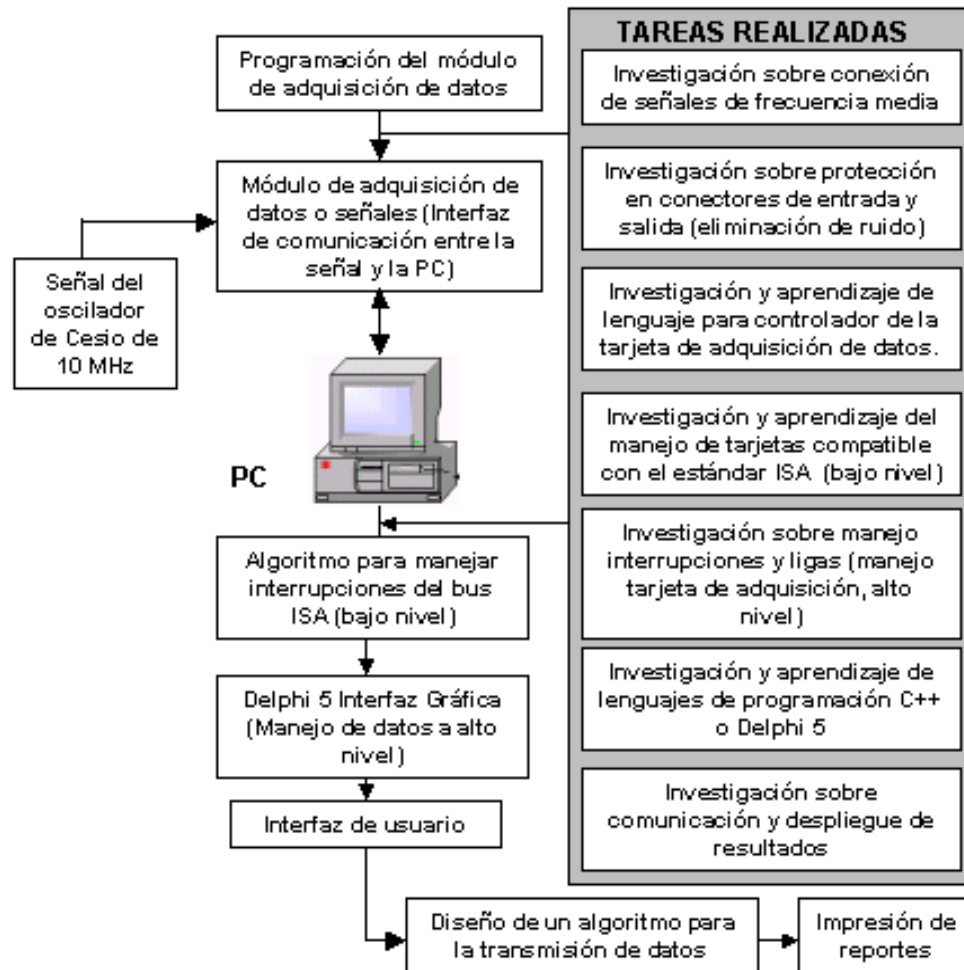 Programación del módulo
de adquisición de datos
Módulo de adquisición de
datos o señales (Interfaz
de comunicación entre la
señal y la PC)
Señal del
oscilador
de Cesio de
10 MHz
PC
Algoritmo para manejar
interrupciones del bus
ISA (bajo nivel)
Delphi 5 Interfaz Gráfica
(Manejo de datos a alto
nivel)
Interfaz de usuario
Diseño de un algoritmo para
la transmisión de datos
Impresión de
reportes
TAREAS REALIZADAS
Investigación sobre conexión
de señales de frecuencia media
Investigación sobre protección
en conectores de entrada y
salida (eliminación de ruido)
Investigación y aprendizaje de
lenguaje para controlador de la
tarjeta de adquisición de datos.
Investigación y aprendizaje del
manejo de tarjetas compatible
con el estándar ISA (bajo nivel)
Investigación sobre manejo
interrupciones y ligas (manejo
tarjeta de adquisición, alto
nivel)
Investigación y aprendizaje de
lenguajes de programación C++
o Delphi 5
Investigación sobre
comunicación y despliegue de
resultados